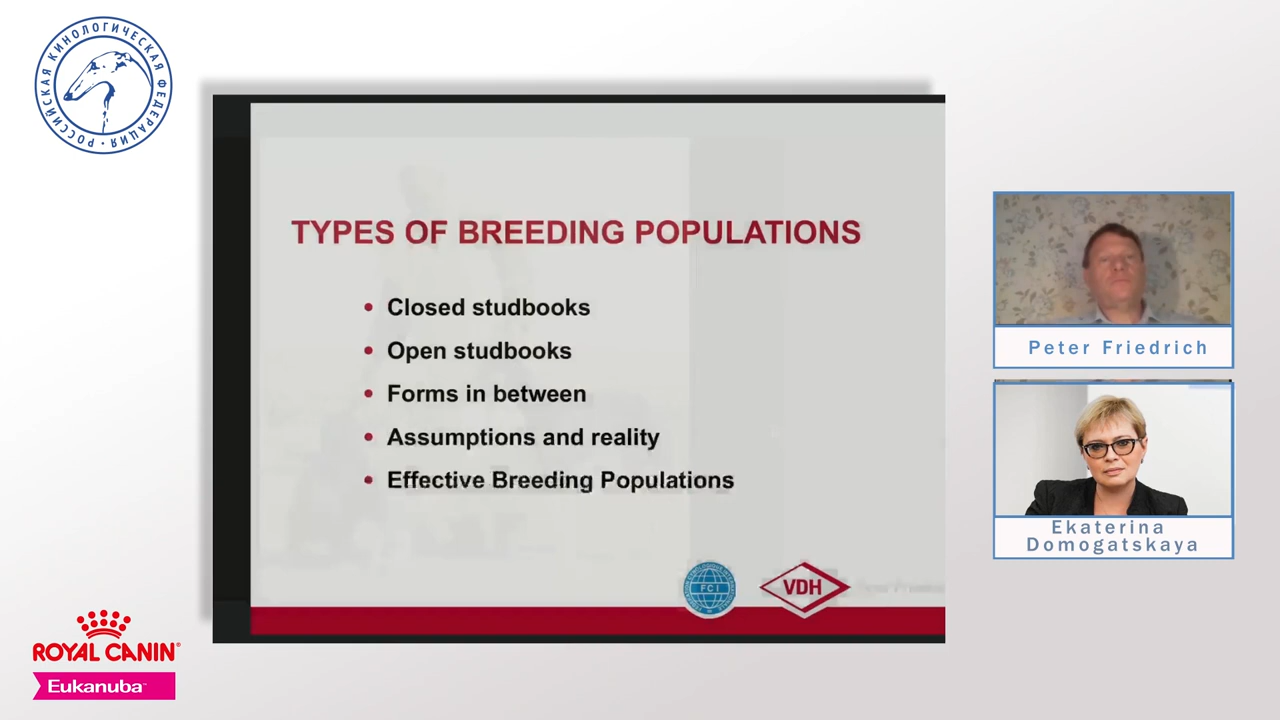 РОССИЙСКАЯ КИНОЛОГИЧЕСКАЯ ФЕДЕРАЦИЯ
TYPES OF BREEDING POPULATIONS
• Closed studbooks
• Open studbooks
• Forms in between
• Assumptions and reality
• Effective Breeding Populations
FCI
VDH
Peter Friedrich
Ekaterina
Domogatskaya
ROYAL CANIN
Eukanuba